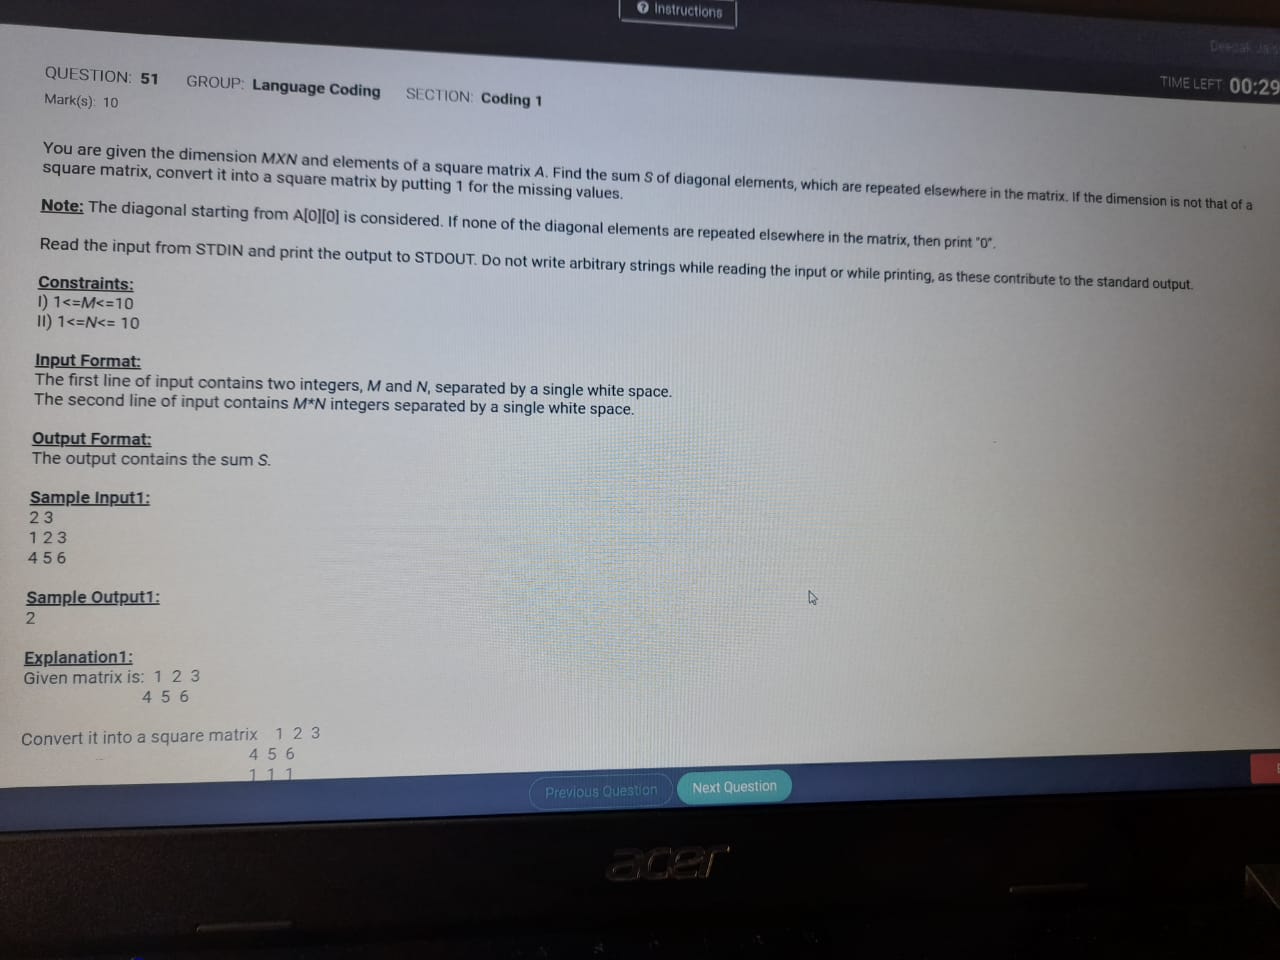 Instructions
Deepak Jain
QUESTION: 51 GROUP: Language Coding SECTION: Coding 1
TIME LEFT: 00:29
Mark(s): 10
You are given the dimension MXN and elements of a square matrix A. Find the sum S of diagonal elements, which are repeated elsewhere in the matrix. If the dimension is not that of a
square matrix, convert it into a square matrix by putting 1 for the missing values.
Note: The diagonal starting from A[0][0] is considered. If none of the diagonal elements are repeated elsewhere in the matrix, then print "0".
Read the input from STDIN and print the output to STDOUT. Do not write arbitrary strings while reading the input or while printing, as these contribute to the standard output.
Constraints:
I) 1<=M<=10
II) 1<=N<= 10
Input Format:
The first line of input contains two integers, M and N, separated by a single white space.
The second line of input contains M*N integers separated by a single white space.
Output Format:
The output contains the sum S.
Sample Input1:
2 3
1 2 3
4 5 6
Sample Output1:
2
Explanation1:
Given matrix is: 1 2 3
4 5 6
Convert it into a square matrix 1 2 3
4 5 6
1 1 1
Previous Question
Next Question
acer